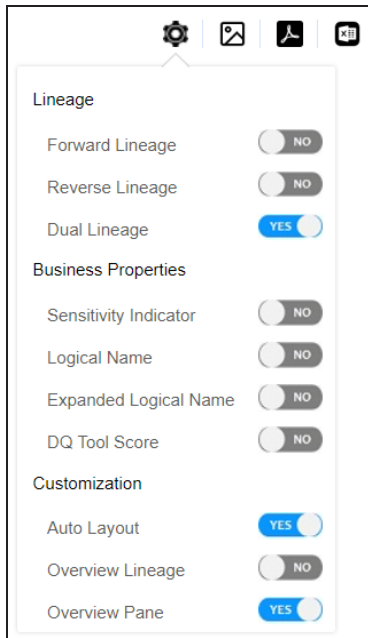 Lineage
Forward Lineage NO
Reverse Lineage NO
Dual Lineage YES
Business Properties
Sensitivity Indicator NO
Logical Name NO
Expanded Logical Name NO
DQ Tool Score NO
Customization
Auto Layout YES
Overview Lineage NO
Overview Pane YES